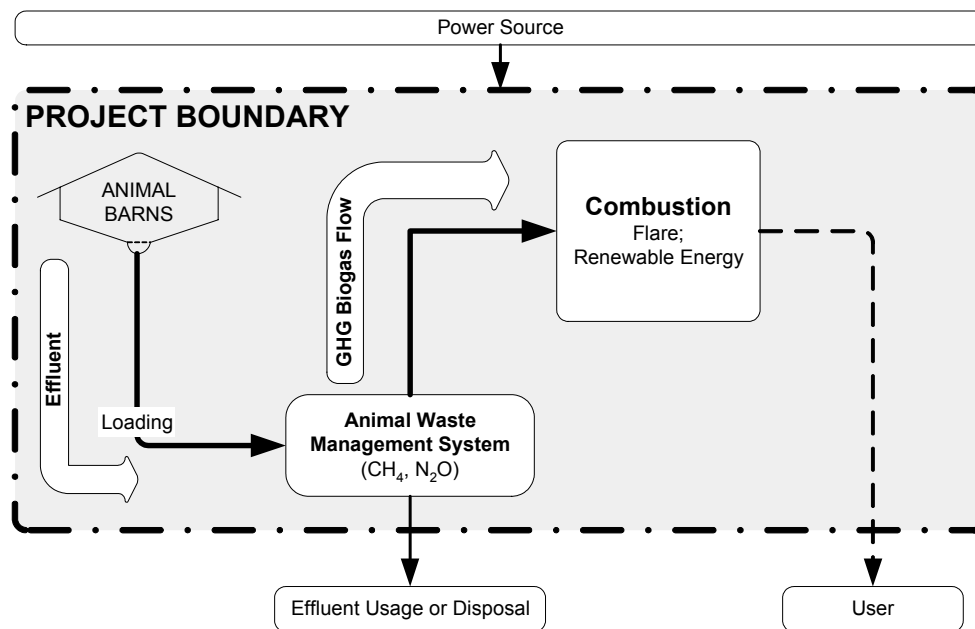 Power Source
PROJECT BOUNDARY
ANIMAL
BARNS
GHG Biogas Flow
Combustion
Flare;
Renewable Energy
Effluent
Loading
Animal Waste
Management System
(CH₄, N₂O)
Effluent Usage or Disposal
User